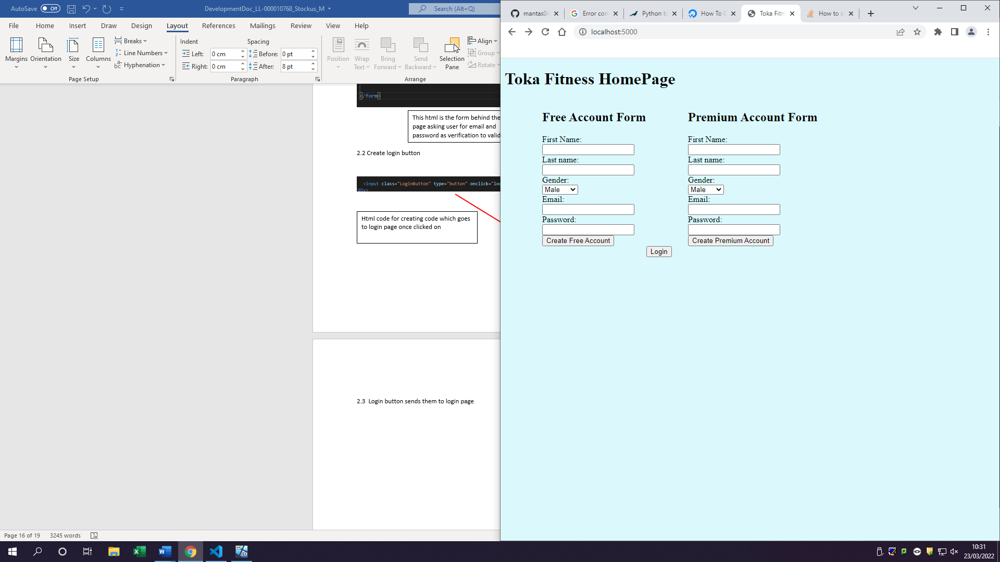 AutoSave Off
DevelopmentDoc_LL-000010768_Stockus_M
Search (Alt+Q)
File Home Insert Draw Design Layout References Mailings Review View Help
Margins
Orientation
Size
Columns
Breaks
Line Numbers
Hyphenation
Page Setup
Indent
Left: 0 cm
Right: 0 cm
Spacing
Before: 0 pt
After: 8 pt
Paragraph
Position
Wrap
Text
Bring
Forward
Send
Backward
Selection
Pane
Align
Group
Rotate
Arrange
</form>
This html is the form behind the
page asking user for email and
password as verification to valid
2.2 Create login button
<input class="LoginButton" type="button" onclick="loc
/div>
Html code for creating code which goes
to login page once clicked on
2.3 Login button sends them to login page
Page 16 of 19 3245 words
mantas04
Error con
Python to
How To C
Toka Fitn
How to c
localhost:5000
Toka Fitness HomePage
Free Account Form
First Name:
Last name:
Gender:
Male
Email:
Password:
Create Free Account
Premium Account Form
First Name:
Last name:
Gender:
Male
Email:
Password:
Create Premium Account
Login
10:31
23/03/2022